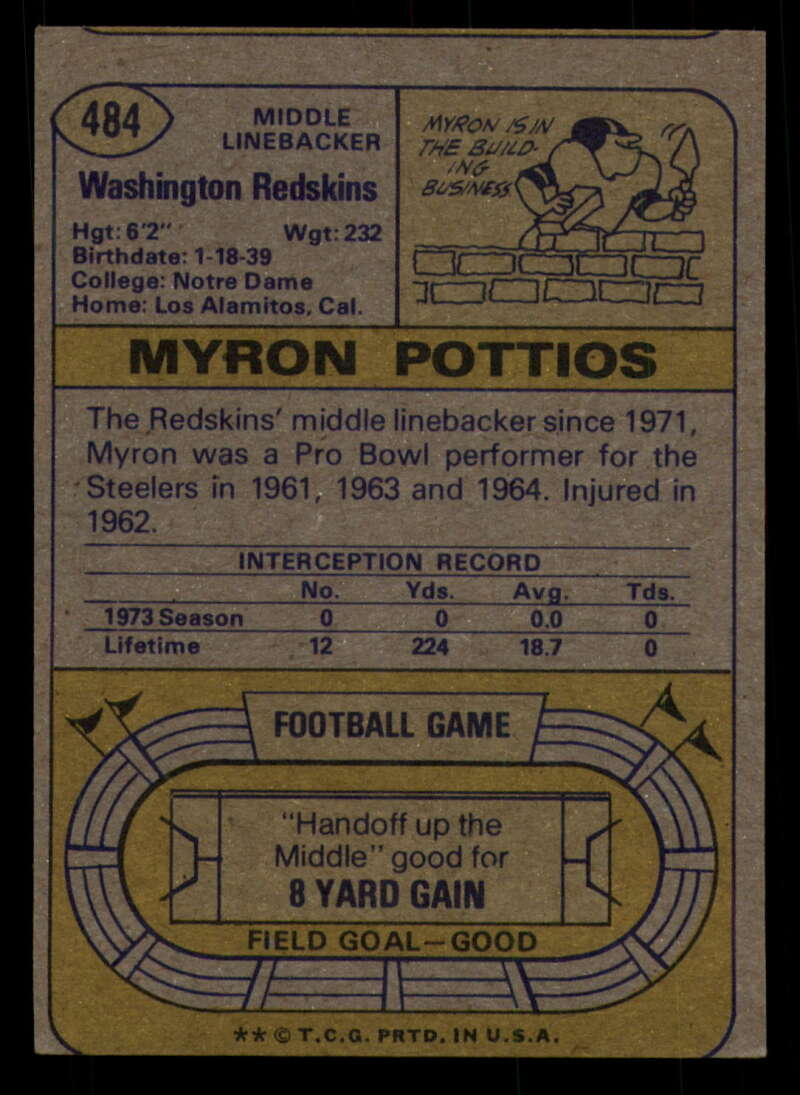 484
MIDDLE
LINEBACKER
Washington Redskins
Hgt: 6'2" Wgt: 232
Birthdate: 1-18-39
College: Notre Dame
Home: Los Alamitos, Cal.
MYRON IS IN
THE BUILD-
ING
BUSINESS
MYRON POTTIOS
The Redskins' middle linebacker since 1971,
Myron was a Pro Bowl performer for the
Steelers in 1961, 1963 and 1964. Injured in
1962.
INTERCEPTION RECORD
No. Yds. Avg. Tds.
1973 Season 0 0 0.0 0
Lifetime 12 224 18.7 0
FOOTBALL GAME
"Handoff up the
Middle" good for
8 YARD GAIN
FIELD GOAL—GOOD
** © T.C.G. PRTD. IN U.S.A.